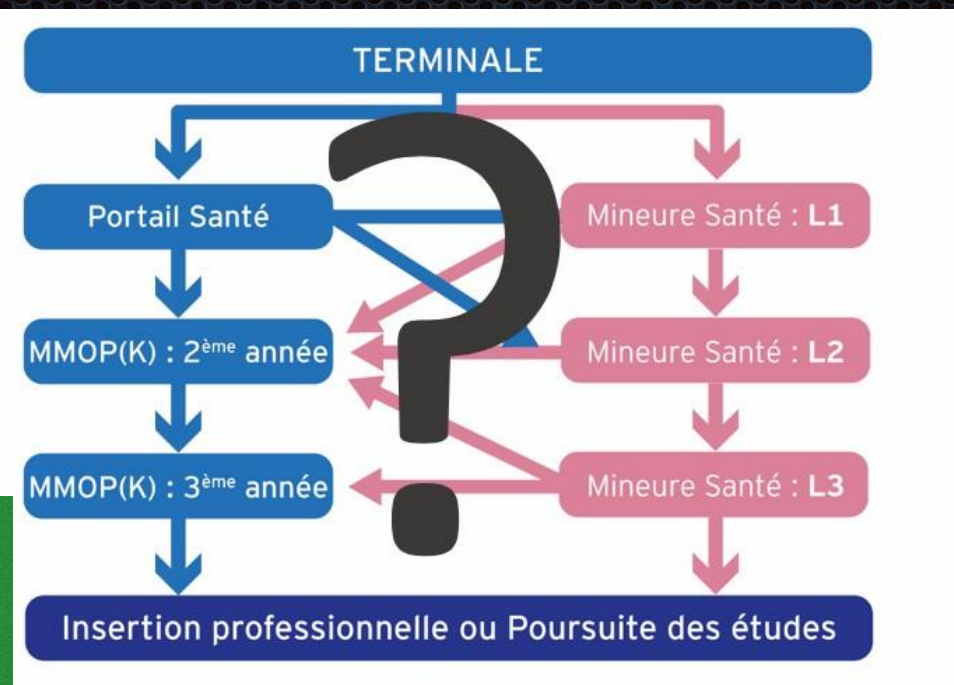 TERMINALE
Portail Santé
Mineure Santé : L1
MMOP(K) : 2ème année
Mineure Santé : L2
MMOP(K) : 3ème année
Mineure Santé : L3
?
Insertion professionnelle ou Poursuite des études